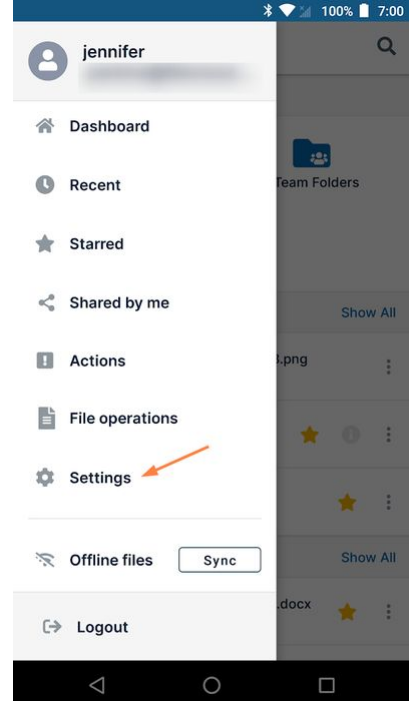 100% 7:00
jennifer
Dashboard
Recent
Team Folders
Starred
Shared by me
Show All
Actions
.png
File operations
Settings
Offline files
Sync
Show All
.docx
Logout